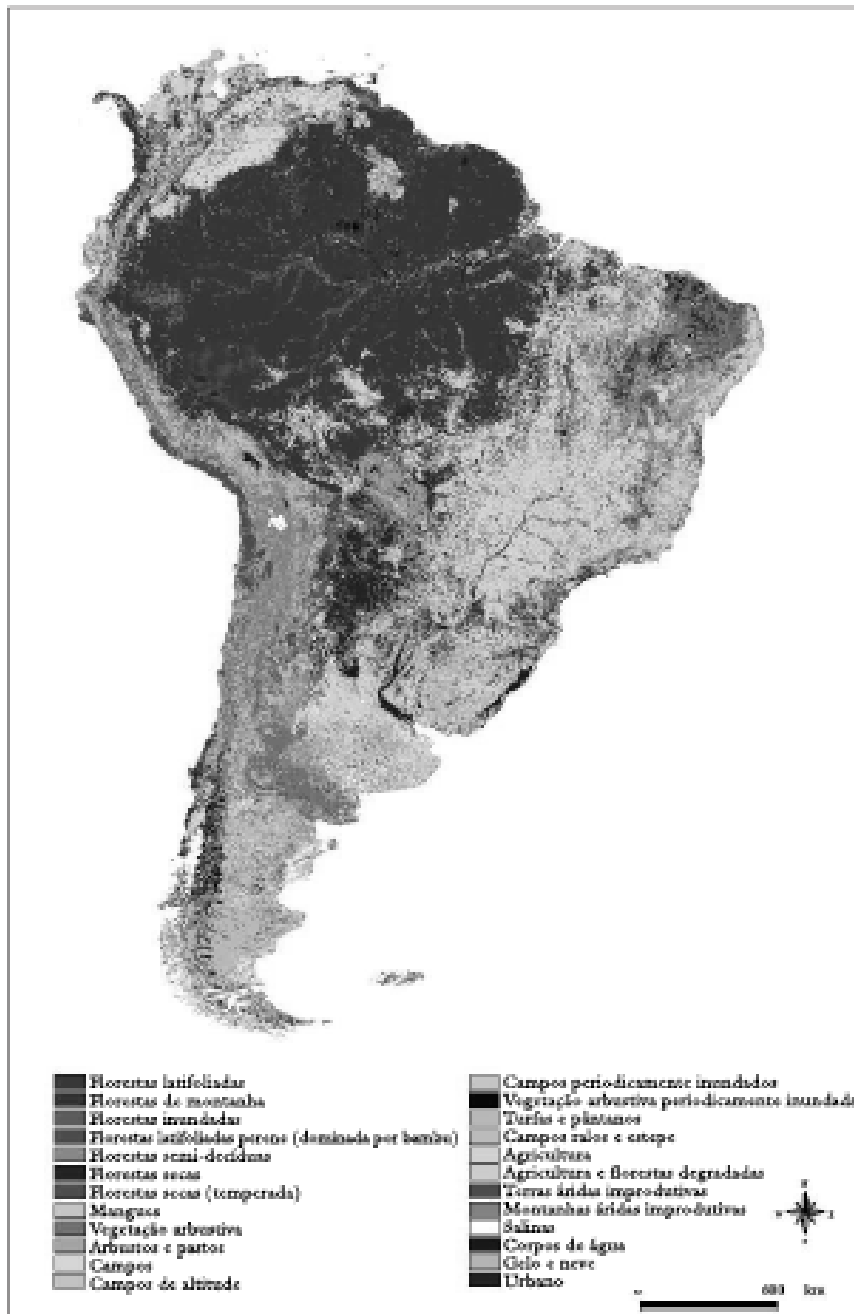 Florestas latifoliadas
Florestas de montanha
Florestas inundadas
Florestas latifoliadas perene (dominada por bambu)
Florestas semi-decíduas
Florestas secas
Florestas secas (temperada)
Mangues
Vegetação arbustiva
Arbustos e pastos
Campos
Campos de altitude
Campos periodicamente inundados
Vegetação arbustiva periodicamente inundada
Turfas e pântanos
Campos ralos e estepe
Agricultura
Agricultura e florestas degradadas
Terras áridas improdutivas
Montanhas áridas improdutivas
Salinas
Corpos de água
Gelo e neve
Urbano
600 km